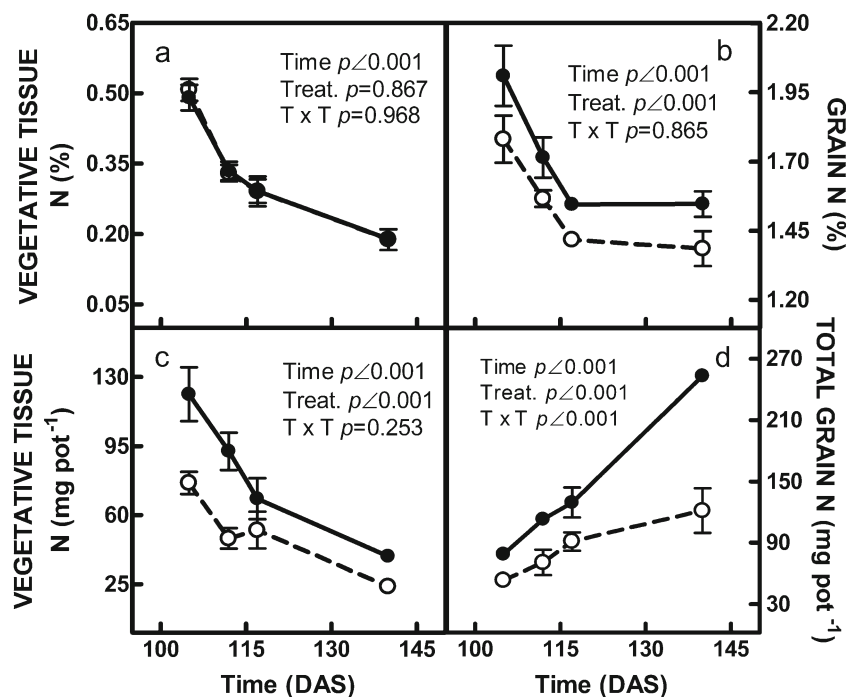 VEGETATIVE TISSUE
N (%)
0.65
0.50
0.35
0.20
0.05
a
Time p∠0.001
Treat. p=0.867
T x T p=0.968
b
Time p∠0.001
Treat. p∠0.001
T x T p=0.865
2.20
1.95
1.70
1.45
1.20
GRAIN N
(%)
VEGETATIVE TISSUE
N (mg pot⁻¹)
130
95
60
25
c
Time p∠0.001
Treat. p∠0.001
T x T p=0.253
d
Time p∠0.001
Treat. p∠0.001
T x T p∠0.001
270
210
150
90
30
TOTAL GRAIN N
(mg pot⁻¹)
100 115 130 145
100 115 130 145
Time (DAS)
Time (DAS)